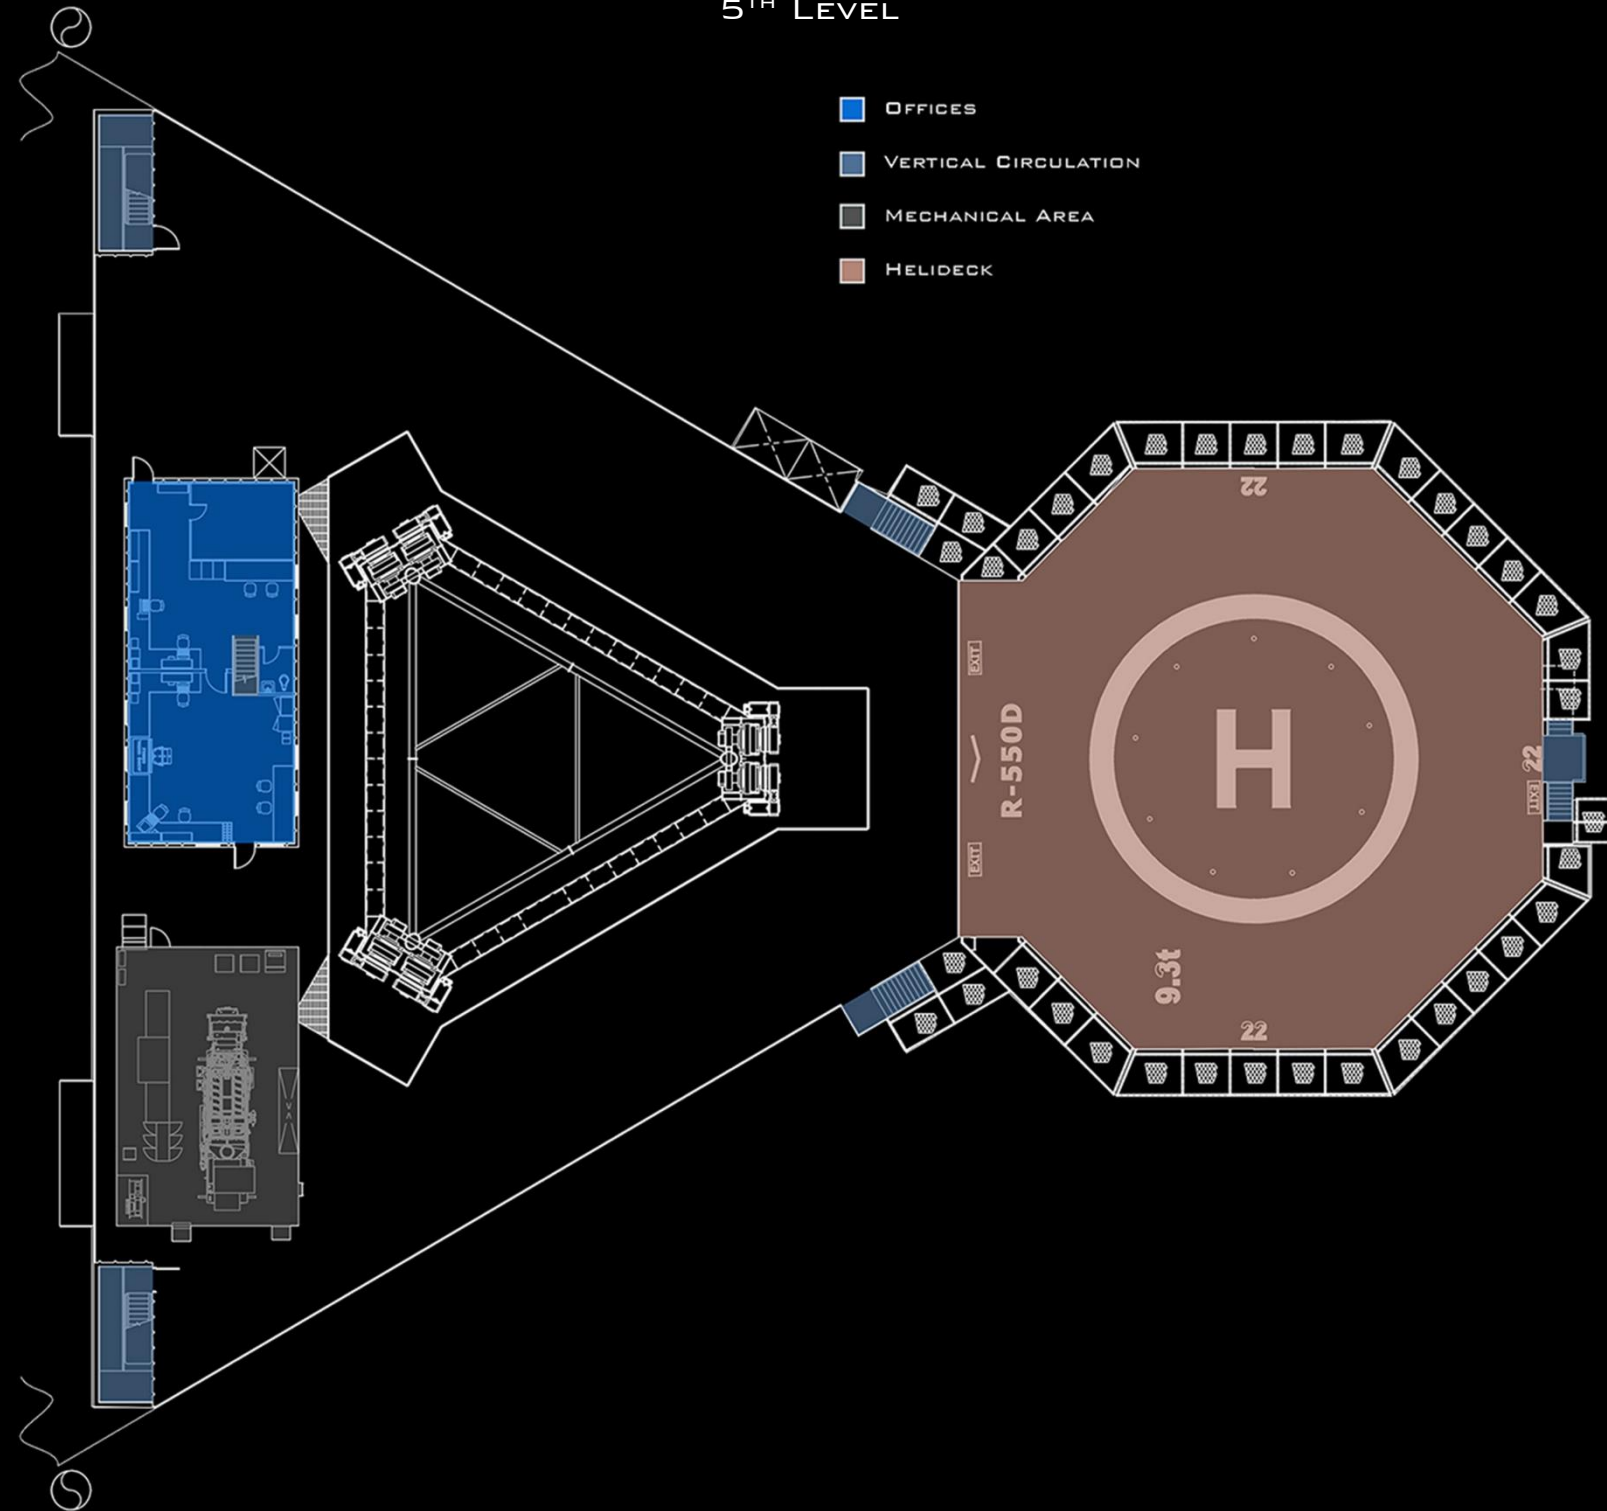 5TH LEVEL
OFFICES
VERTICAL CIRCULATION
MECHANICAL AREA
HELIDECK
22
EXIT
R-550D
H
22
EXIT
EXIT
9.3t
22